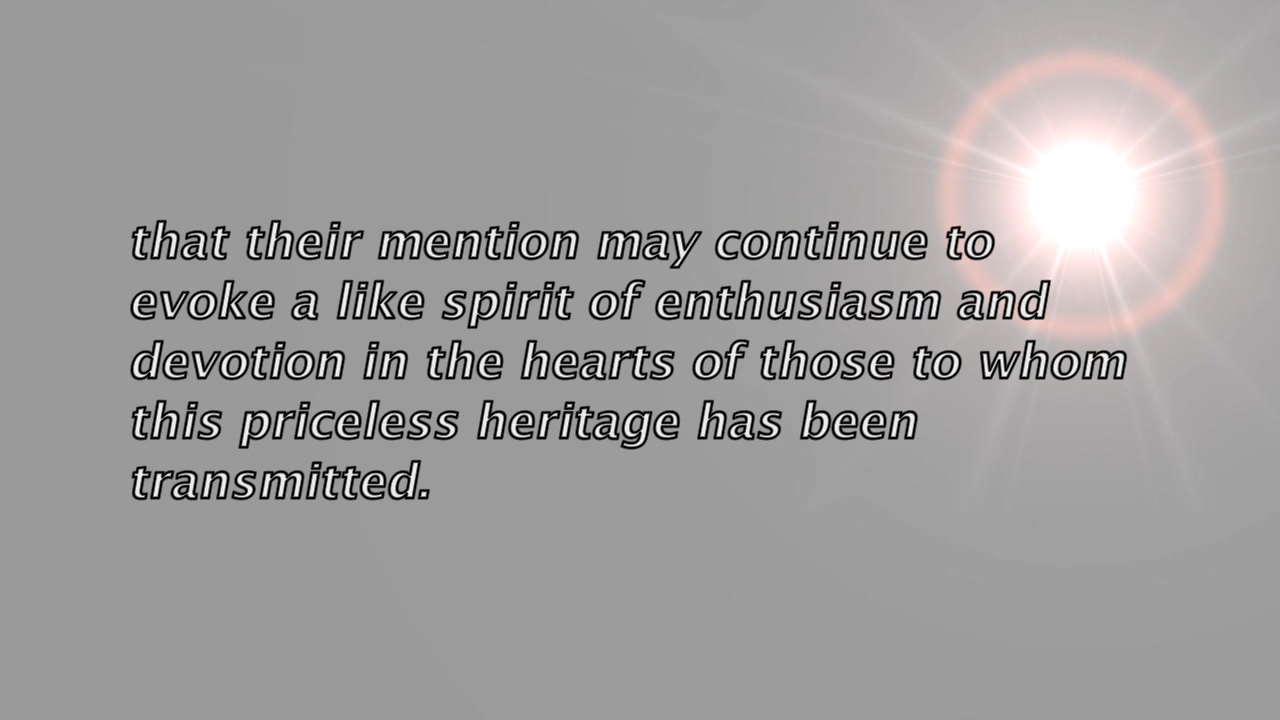 that their mention may continue to
evoke a like spirit of enthusiasm and
devotion in the hearts of those to whom
this priceless heritage has been
transmitted.